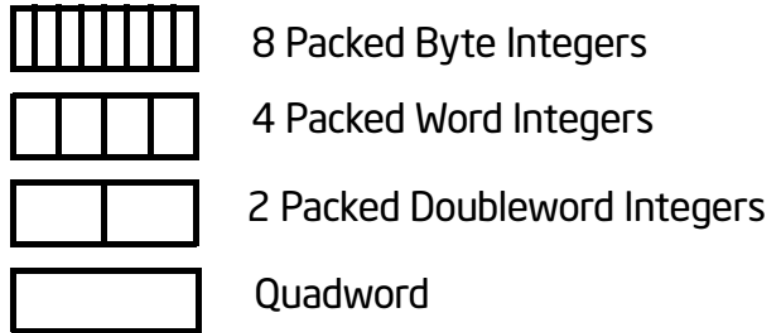 8 Packed Byte Integers
4 Packed Word Integers
2 Packed Doubleword Integers
Quadword